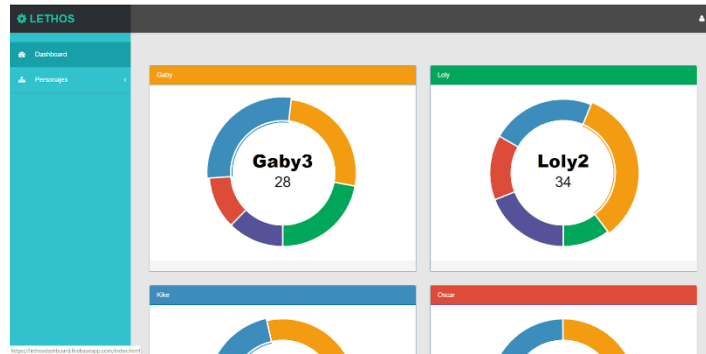 LETHOS
Dashboard
Personajes
Gaby
Loly
Gaby3
28
Loly2
34
Kike
Oscar
https://lethosdashboard.firebaseapp.com/index.html